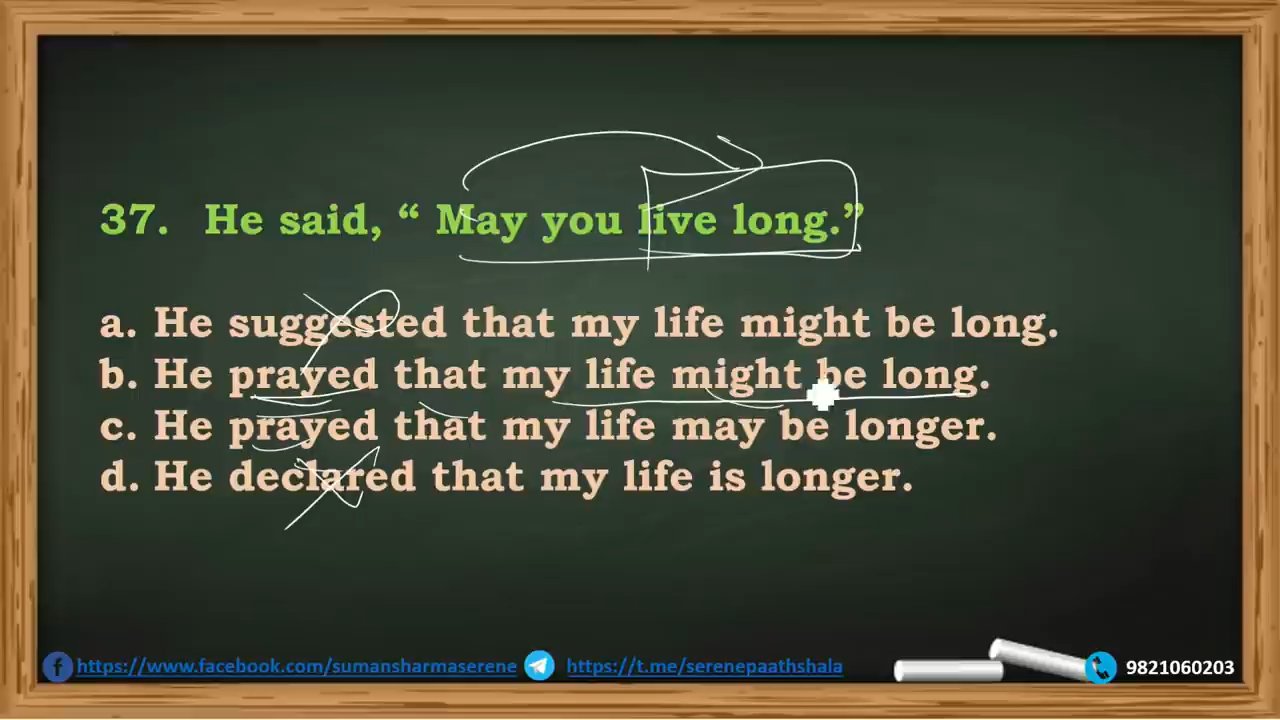 37. He said, “ May you live long.”
a. He suggested that my life might be long.
b. He prayed that my life might be long.
c. He prayed that my life may be longer.
d. He declared that my life is longer.
https://www.facebook.com/sumansharmaserene https://t.me/serenepaathshala 9821060203